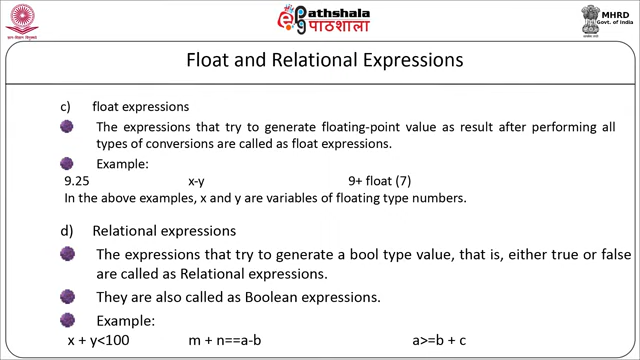 Pathshala
पाठशाला
MHRD
Govt. of India
Float and Relational Expressions
c) float expressions
The expressions that try to generate floating-point value as result after performing all
types of conversions are called as float expressions.
Example:
9.25 x-y 9+ float (7)
In the above examples, x and y are variables of floating type numbers.
d) Relational expressions
The expressions that try to generate a bool type value, that is, either true or false
are called as Relational expressions.
They are also called as Boolean expressions.
Example:
x + y<100 m + n==a-b a>=b + c